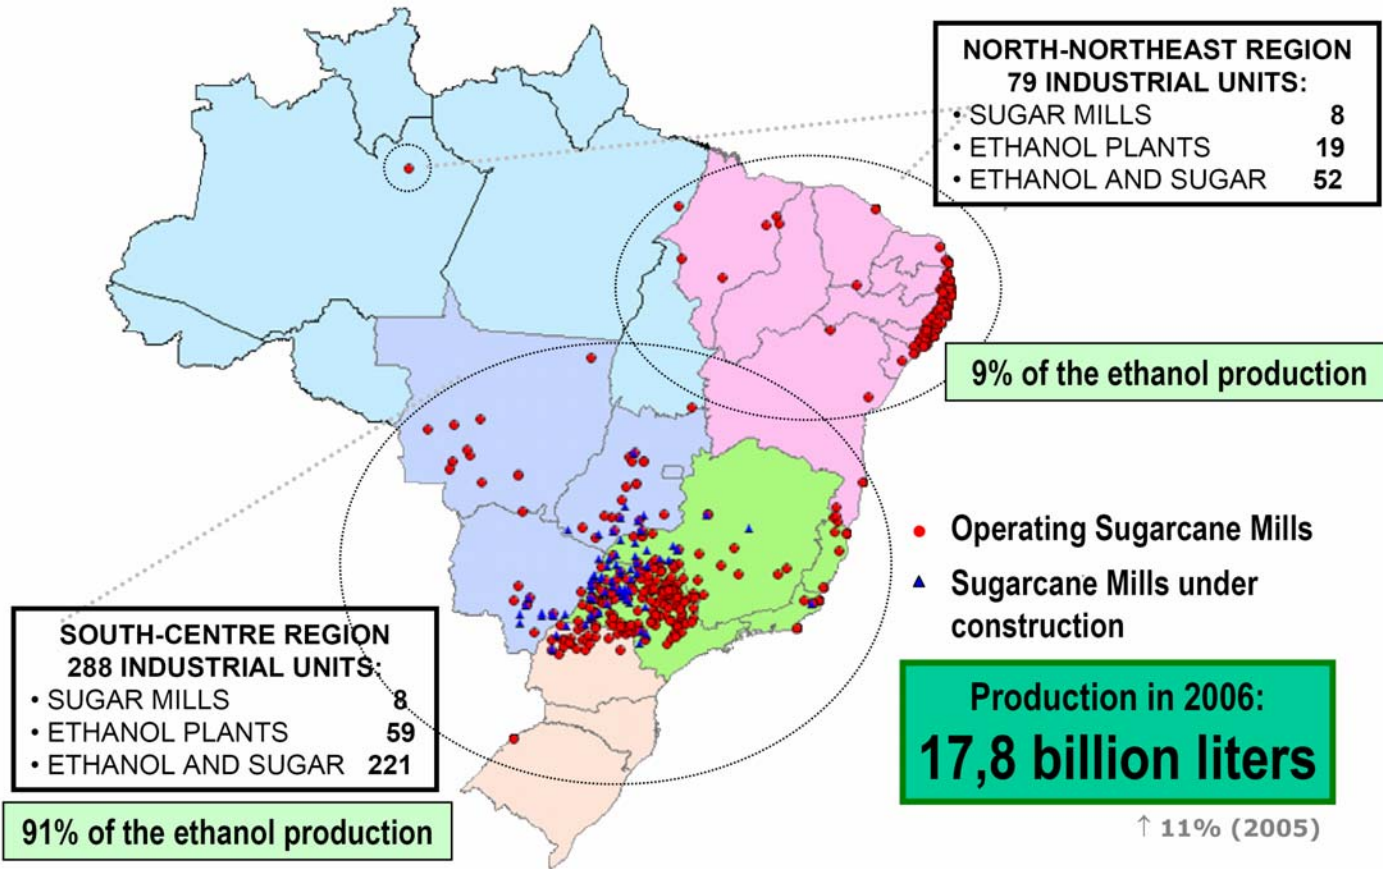 NORTH-NORTHEAST REGION
79 INDUSTRIAL UNITS:
• SUGAR MILLS 8
• ETHANOL PLANTS 19
• ETHANOL AND SUGAR 52
9% of the ethanol production
Operating Sugarcane Mills
Sugarcane Mills under
construction
SOUTH-CENTRE REGION
288 INDUSTRIAL UNITS:
• SUGAR MILLS 8
• ETHANOL PLANTS 59
• ETHANOL AND SUGAR 221
91% of the ethanol production
Production in 2006:
17,8 billion liters
↑ 11% (2005)